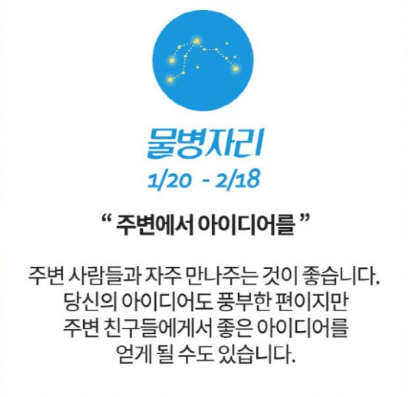 물병자리
1/20 - 2/18
“ 주변에서 아이디어를 ”
주변 사람들과 자주 만나주는 것이 좋습니다.
당신의 아이디어도 풍부한 편이지만
주변 친구들에게서 좋은 아이디어를
얻게 될 수도 있습니다.